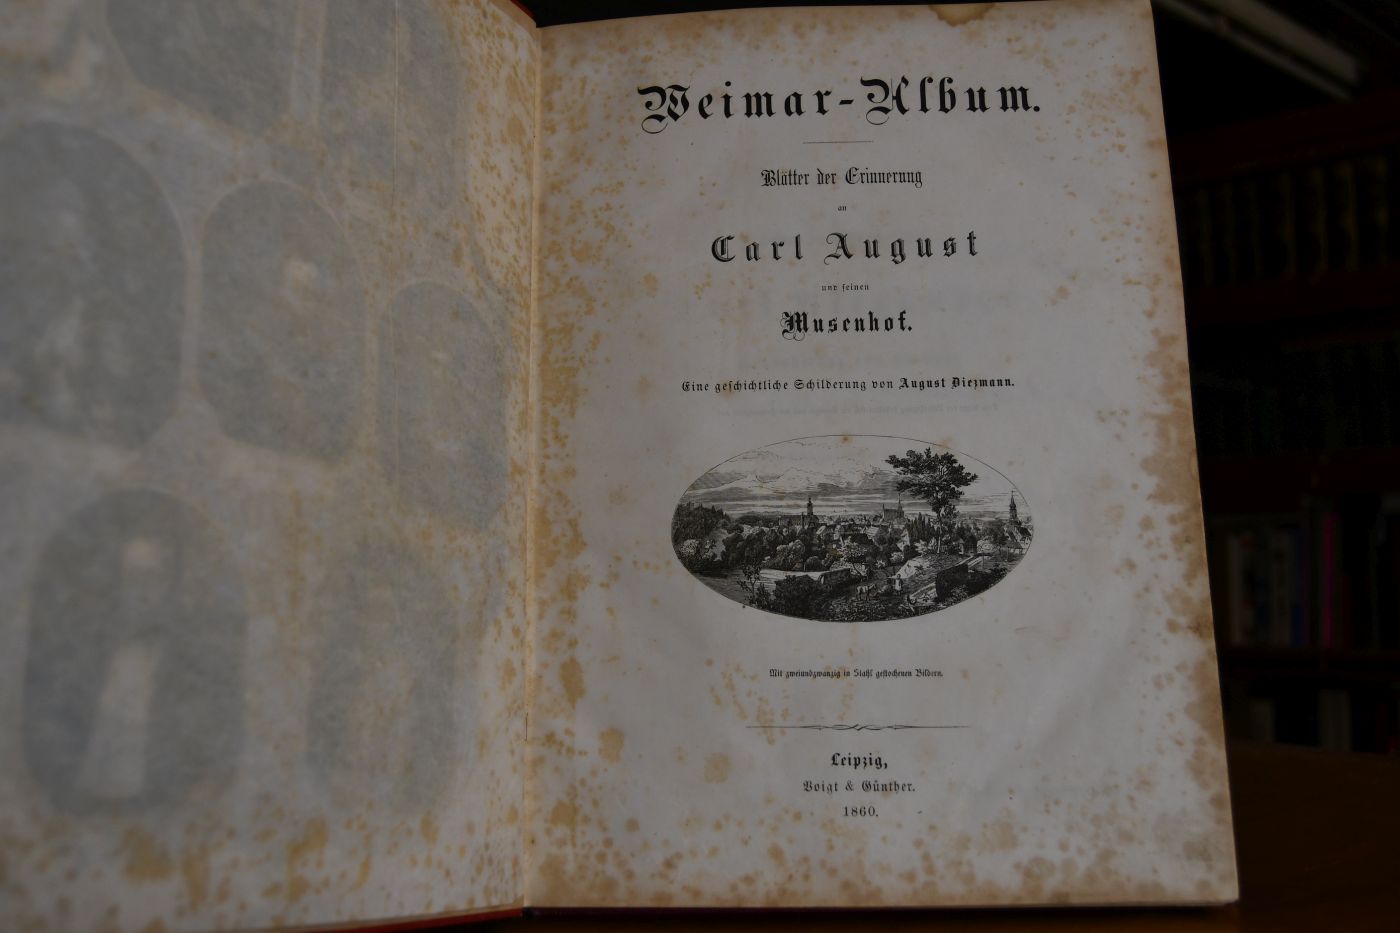 Weimar-Album.
Blätter der Erinnerung
an
Carl August
und seinen
Musenhof.
Eine geschichtliche Schilderung von August Diezmann.
Mit zweiundzwanzig in Stahl gestochenen Bildern.
Leipzig,
Voigt & Günther.
1860.